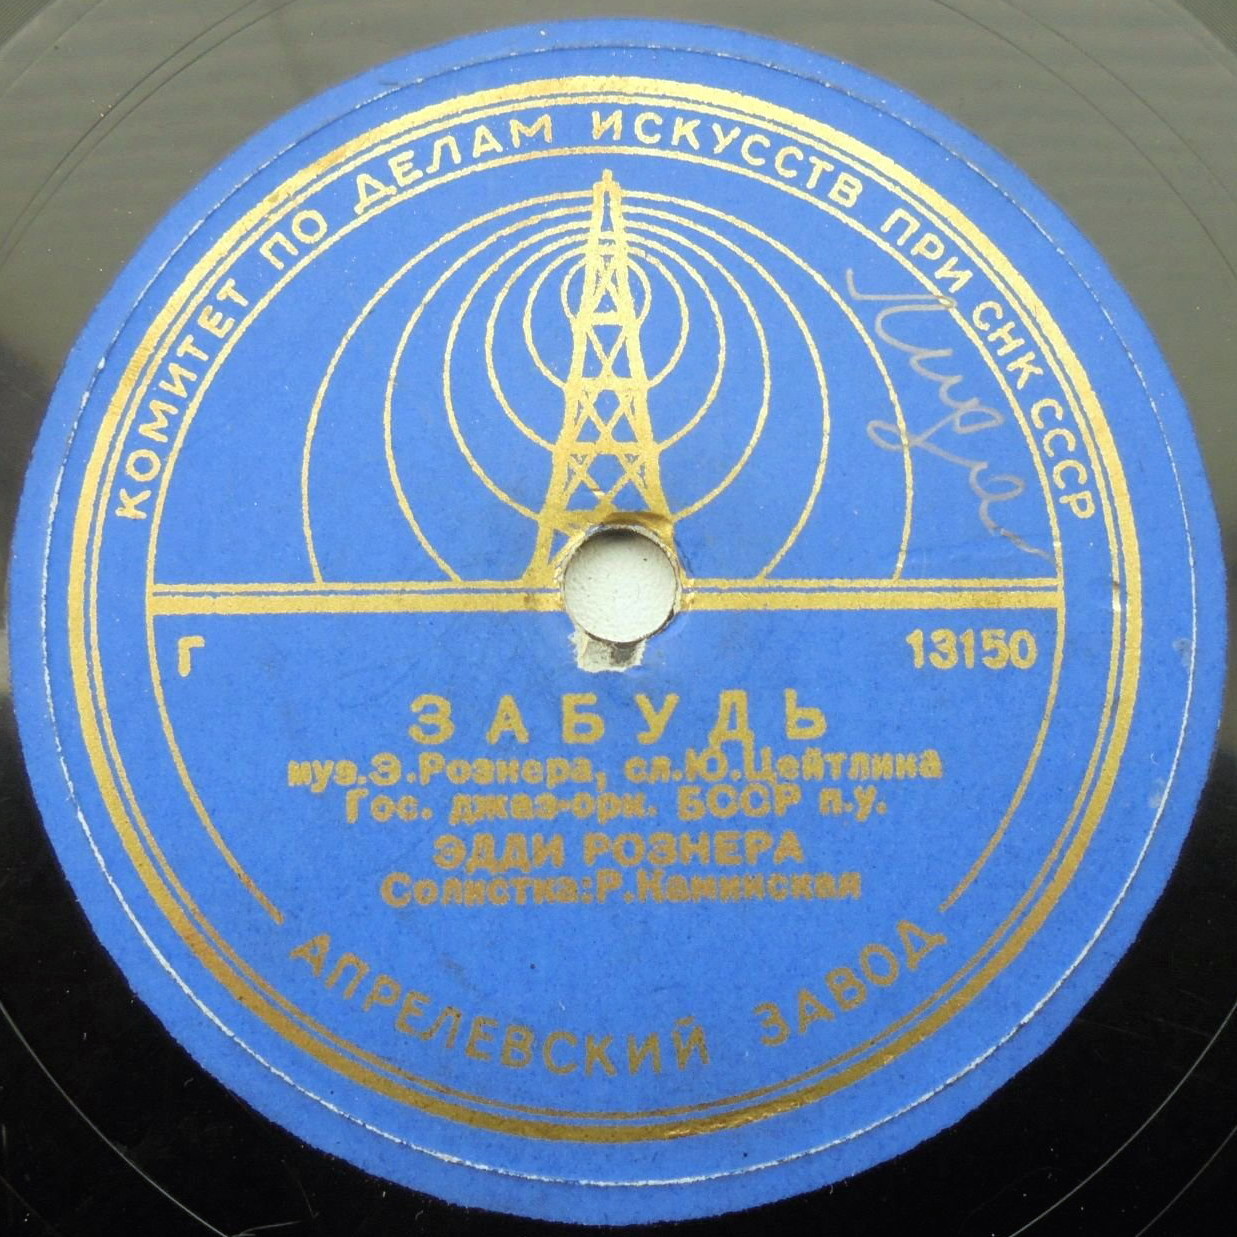 КОМИТЕТ ПО ДЕЛАМ ИСКУССТВ ПРИ СНК СССР
Г 13150
ЗАБУДЬ
муз.Э.Рознера, сл.Ю.Цейтлина
Гос. джаз-орк. БССР п.у.
ЭДДИ РОЗНЕРА
Солистка:Р.Каминская
АПРЕЛЕВСКИЙ ЗАВОД